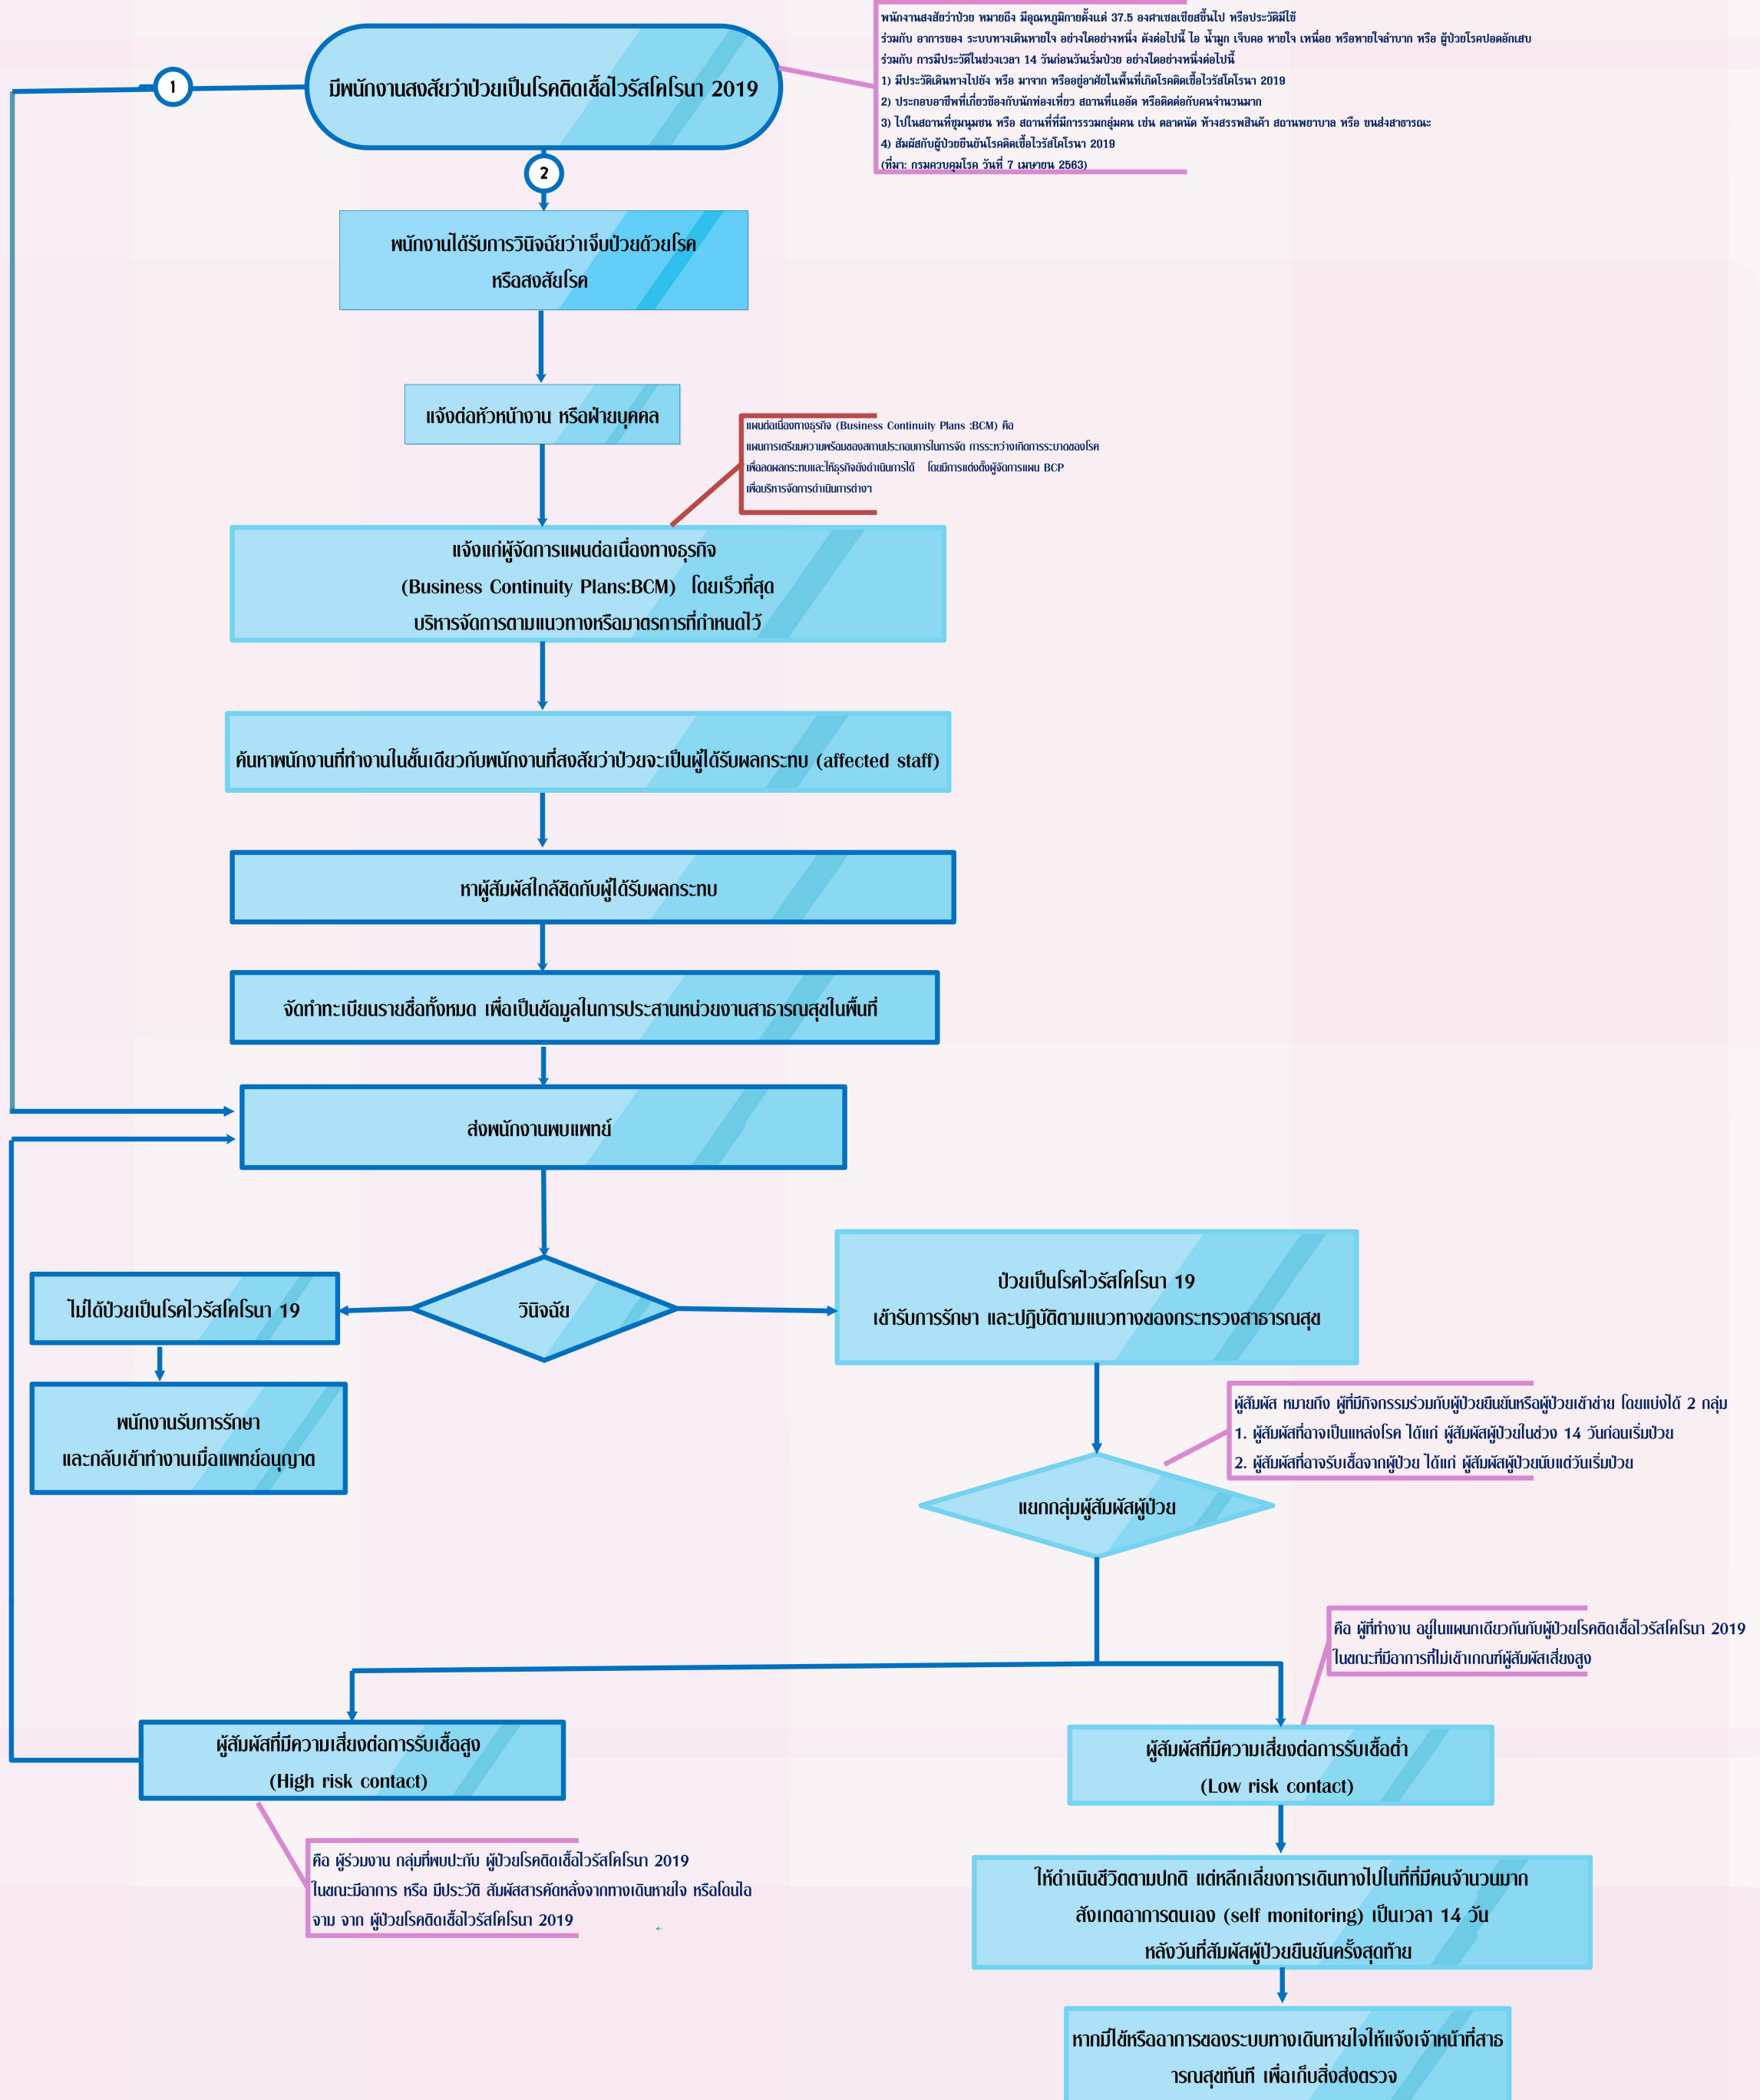 พนักงานสงสัยว่าป่วย หมายถึง มีอุณหภูมิกายตั้งแต่ 37.5 องศาเซลเซียสขึ้นไป หรือประวัติมีไข้
ร่วมกับ อาการของ ระบบทางเดินหายใจ อย่างใดอย่างหนึ่ง ดังต่อไปนี้ ไอ น้ำมูก เจ็บคอ หายใจ เหนื่อย หรือหายใจลำบาก หรือ ผู้ป่วยโรคปอดอักเสบ
ร่วมกับ การมีประวัติในช่วงเวลา 14 วันก่อนวันเริ่มป่วย อย่างใดอย่างหนึ่งต่อไปนี้
1) มีประวัติเดินทางไปยัง หรือ มาจาก หรืออยู่อาศัยในพื้นที่เกิดโรคติดเชื้อไวรัสโคโรนา 2019
2) ประกอบอาชีพที่เกี่ยวข้องกับนักท่องเที่ยว สถานที่แออัด หรือติดต่อกับคนจำนวนมาก
3) ไปในสถานที่ชุมนุมชน หรือ สถานที่ที่มีการรวมกลุ่มคน เช่น ตลาดนัด ห้างสรรพสินค้า สถานพยาบาล หรือ ขนส่งสาธารณะ
4) สัมผัสกับผู้ป่วยยืนยันโรคติดเชื้อไวรัสโคโรนา 2019
(ที่มา: กรมควบคุมโรค วันที่ 7 เมษายน 2563)
มีพนักงานสงสัยว่าป่วยเป็นโรคติดเชื้อไวรัสโคโรนา 2019
1
2
พนักงานได้รับการวินิจฉัยว่าเจ็บป่วยด้วยโรค
หรือสงสัยโรค
แจ้งต่อหัวหน้างาน หรือฝ่ายบุคคล
แผนต่อเนื่องทางธุรกิจ (Business Continuity Plans :BCM) คือ
แผนการเตรียมความพร้อมของสถานประกอบการในการจัด การระหว่างเกิดการระบาดของโรค
เพื่อลดผลกระทบและให้ธุรกิจยังดำเนินการได้ โดยมีการแต่งตั้งผู้จัดการแผน BCP
เพื่อบริหารจัดการดำเนินการต่างๆ
แจ้งแก่ผู้จัดการแผนต่อเนื่องทางธุรกิจ
(Business Continuity Plans:BCM) โดยเร็วที่สุด
บริหารจัดการตามแนวทางหรือมาตรการที่กำหนดไว้
ค้นหาพนักงานที่ทำงานในชั้นเดียวกับพนักงานที่สงสัยว่าป่วยจะเป็นผู้ได้รับผลกระทบ (affected staff)
หาผู้สัมผัสใกล้ชิดกับผู้ได้รับผลกระทบ
จัดทำทะเบียนรายชื่อทั้งหมด เพื่อเป็นข้อมูลในการประสานหน่วยงานสาธารณสุขในพื้นที่
ส่งพนักงานพบแพทย์
วินิจฉัย
ไม่ได้ป่วยเป็นโรคไวรัสโคโรนา 19
ป่วยเป็นโรคไวรัสโคโรนา 19
เข้ารับการรักษา และปฏิบัติตามแนวทางของกระทรวงสาธารณสุข
พนักงานรับการรักษา
และกลับเข้าทำงานเมื่อแพทย์อนุญาต
ผู้สัมผัส หมายถึง ผู้ที่มีกิจกรรมร่วมกับผู้ป่วยยืนยันหรือผู้ป่วยเข้าข่าย โดยแบ่งได้ 2 กลุ่ม
1. ผู้สัมผัสที่อาจเป็นแหล่งโรค ได้แก่ ผู้สัมผัสผู้ป่วยในช่วง 14 วันก่อนเริ่มป่วย
2. ผู้สัมผัสที่อาจรับเชื้อจากผู้ป่วย ได้แก่ ผู้สัมผัสผู้ป่วยนับแต่วันเริ่มป่วย
แยกกลุ่มผู้สัมผัสผู้ป่วย
คือ ผู้ที่ทำงาน อยู่ในแผนกเดียวกันกับผู้ป่วยโรคติดเชื้อไวรัสโคโรนา 2019
ในขณะที่มีอาการที่ไม่เข้าเกณฑ์ผู้สัมผัสเสี่ยงสูง
ผู้สัมผัสที่มีความเสี่ยงต่อการรับเชื้อสูง
(High risk contact)
ผู้สัมผัสที่มีความเสี่ยงต่อการรับเชื้อต่ำ
(Low risk contact)
คือ ผู้ร่วมงาน กลุ่มที่พบปะกับ ผู้ป่วยโรคติดเชื้อไวรัสโคโรนา 2019
ในขณะมีอาการ หรือ มีประวัติ สัมผัสสารคัดหลั่งจากทางเดินหายใจ หรือโดนไอ
จาม จาก ผู้ป่วยโรคติดเชื้อไวรัสโคโรนา 2019
ให้ดำเนินชีวิตตามปกติ แต่หลีกเลี่ยงการเดินทางไปในที่ที่มีคนจำนวนมาก
สังเกตอาการตนเอง (self monitoring) เป็นเวลา 14 วัน
หลังวันที่สัมผัสผู้ป่วยยืนยันครั้งสุดท้าย
หากมีไข้หรืออาการของระบบทางเดินหายใจให้แจ้งเจ้าหน้าที่สาธ
ารณสุขทันที เพื่อเก็บสิ่งส่งตรวจ